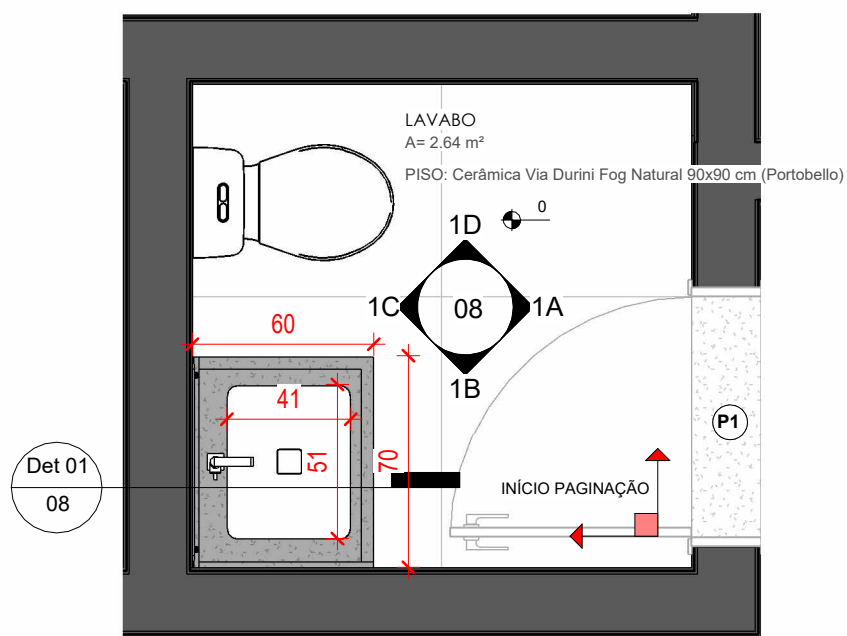 LAVABO
A= 2.64 m²
PISO: Cerâmica Via Durini Fog Natural 90x90 cm (Portobello)
0
1D
1C
08
1A
1B
60
41
51
70
P1
Det 01
08
INÍCIO PAGINAÇÃO